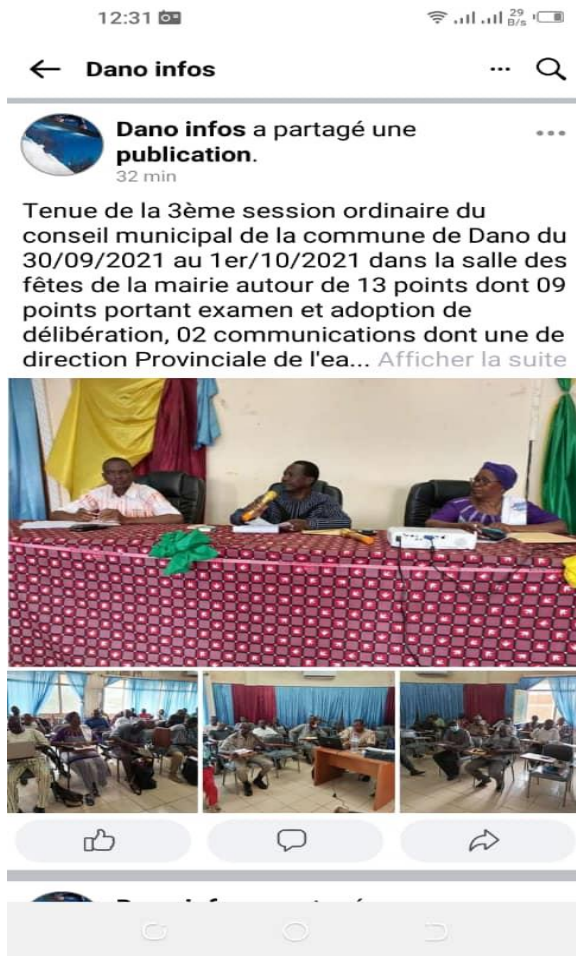 12:31
29
B/s
Dano infos
Dano infos a partagé une
publication.
32 min
Tenue de la 3ème session ordinaire du
conseil municipal de la commune de Dano du
30/09/2021 au 1er/10/2021 dans la salle des
fêtes de la mairie autour de 13 points dont 09
points portant examen et adoption de
délibération, 02 communications dont une de
direction Provinciale de l'ea... Afficher la suite